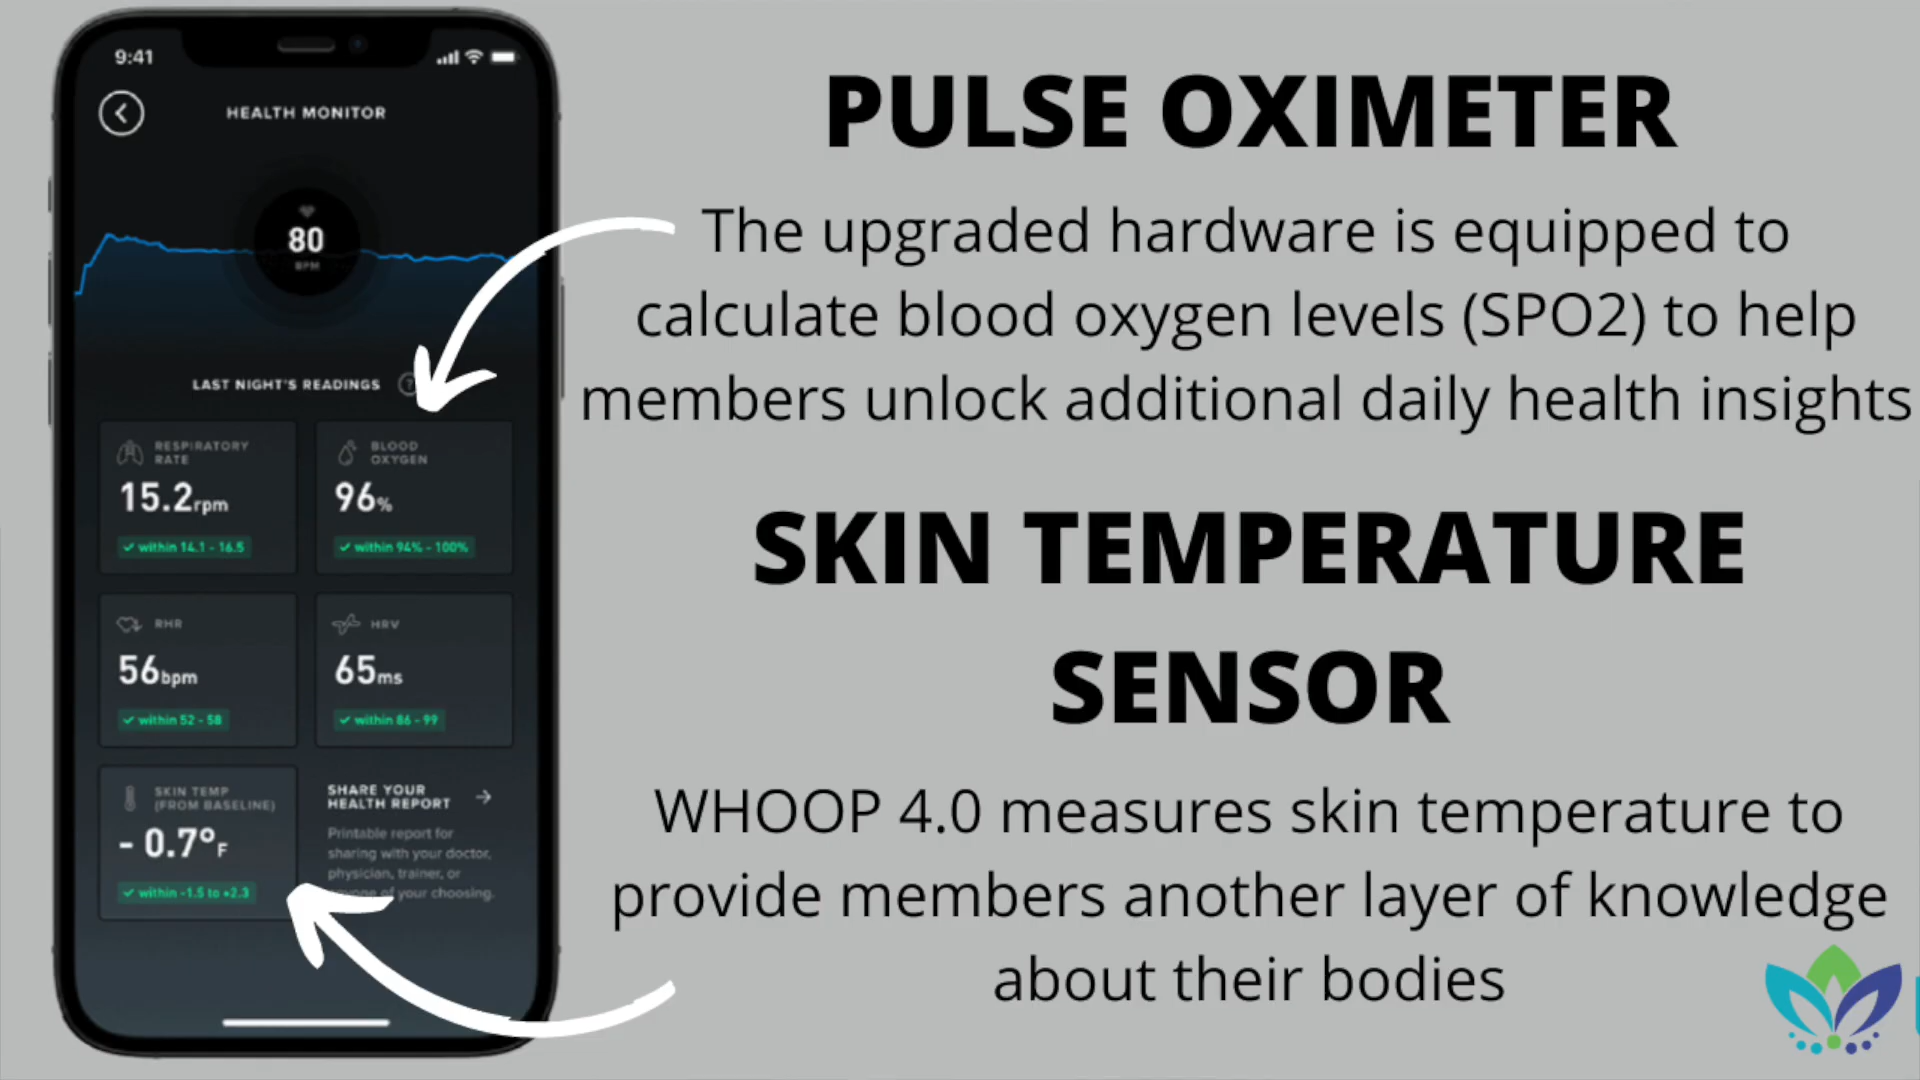 9:41
HEALTH MONITOR
80
BPM
LAST NIGHT'S READINGS
RESPIRATORY
RATE
15.2rpm
✓ within 14.1 - 16.5
BLOOD
OXYGEN
96%
✓ within 94% - 100%
RHR
56bpm
✓ within 52 - 58
HRV
65ms
✓ within 86 - 99
SKIN TEMP
(FROM BASELINE)
- 0.7°F
✓ within -1.5 to +2.3
SHARE YOUR
HEALTH REPORT
Printable report for
sharing with your doctor,
physician, trainer, or
of your choosing.
PULSE OXIMETER
The upgraded hardware is equipped to
calculate blood oxygen levels (SPO2) to help
members unlock additional daily health insights
SKIN TEMPERATURE
SENSOR
WHOOP 4.0 measures skin temperature to
provide members another layer of knowledge
about their bodies